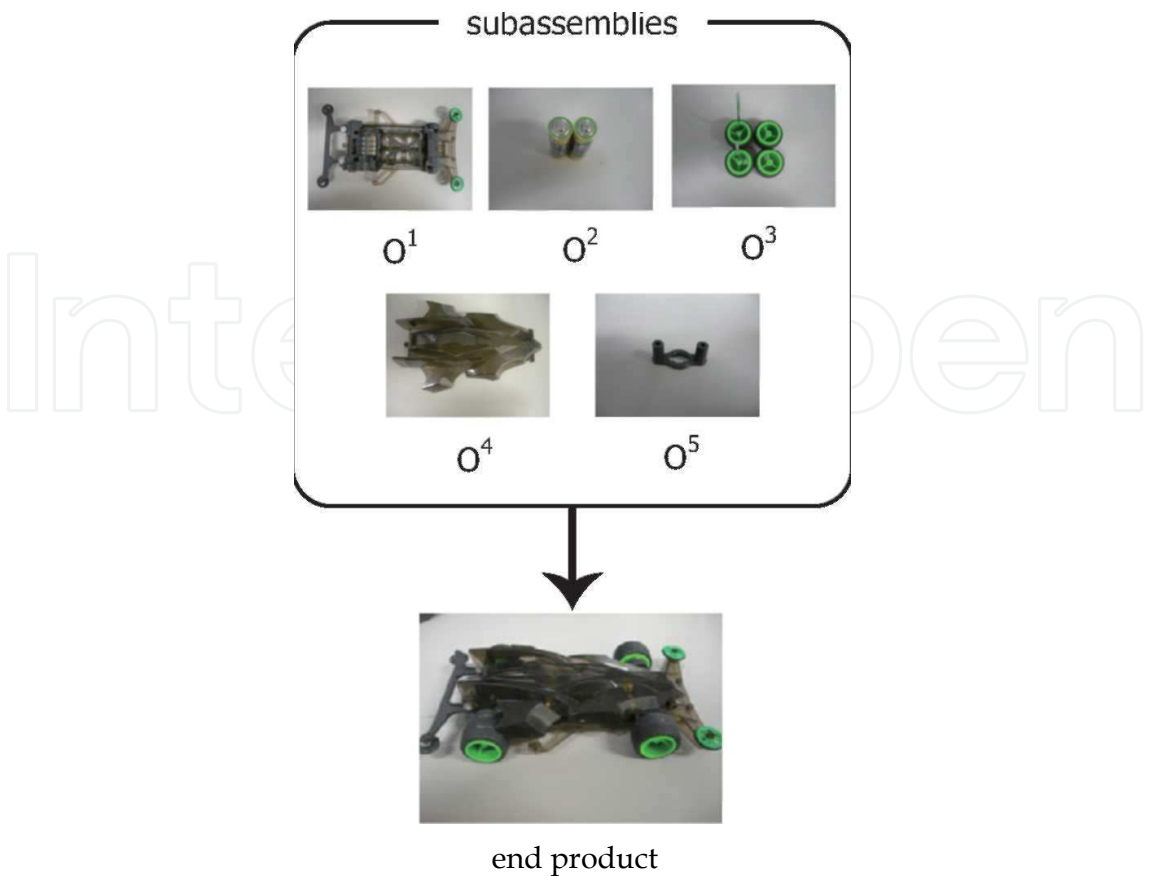 subassemblies
O¹ O² O³
O⁴ O⁵
end product